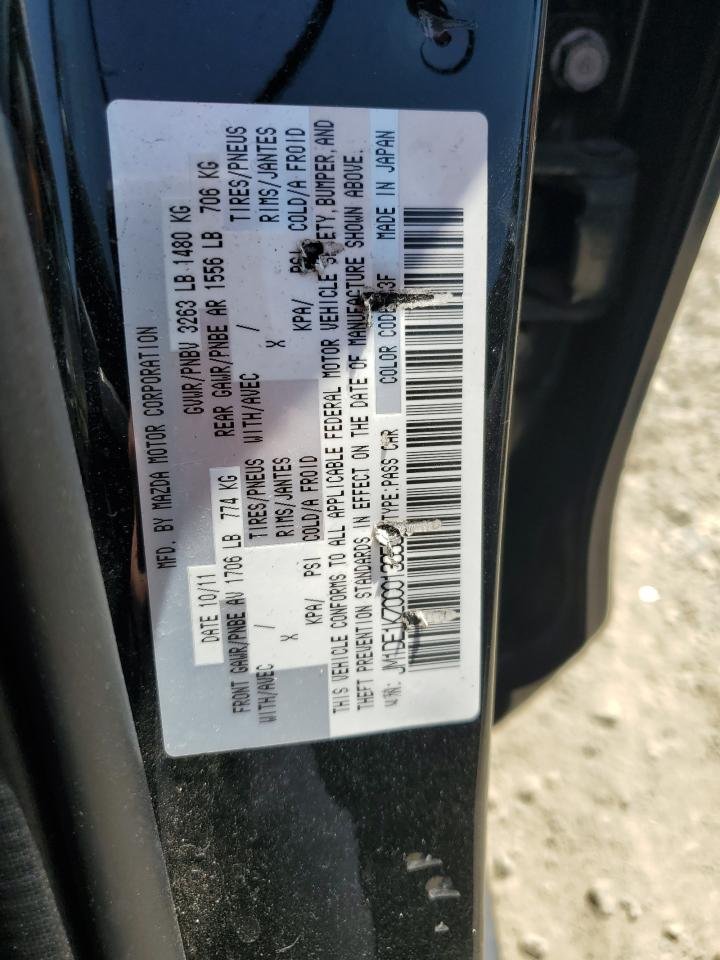 MFD. BY MAZDA MOTOR CORPORATION
DATE 10/11 GVWR/PNBV 3263 LB 1480 KG
FRONT GAWR/PNBE AV 1706 LB 774 KG REAR GAWR/PNBE AR 1556 LB 706 KG
WITH/AVEC / TIRES/PNEUS WITH/AVEC / TIRES/PNEUS
X RIMS/JANTES X RIMS/JANTES
KPA/ PSI COLD/A FROID KPA/ COLD/A FROID
THIS VEHICLE CONFORMS TO ALL APPLICABLE FEDERAL MOTOR VEHICLE BUMPER, AND
THEFT PREVENTION STANDARDS IN EFFECT ON THE DATE OF MANUFACTURE SHOWN ABOVE.
TYPE:PASS CAR COLOR CODE MADE IN JAPAN